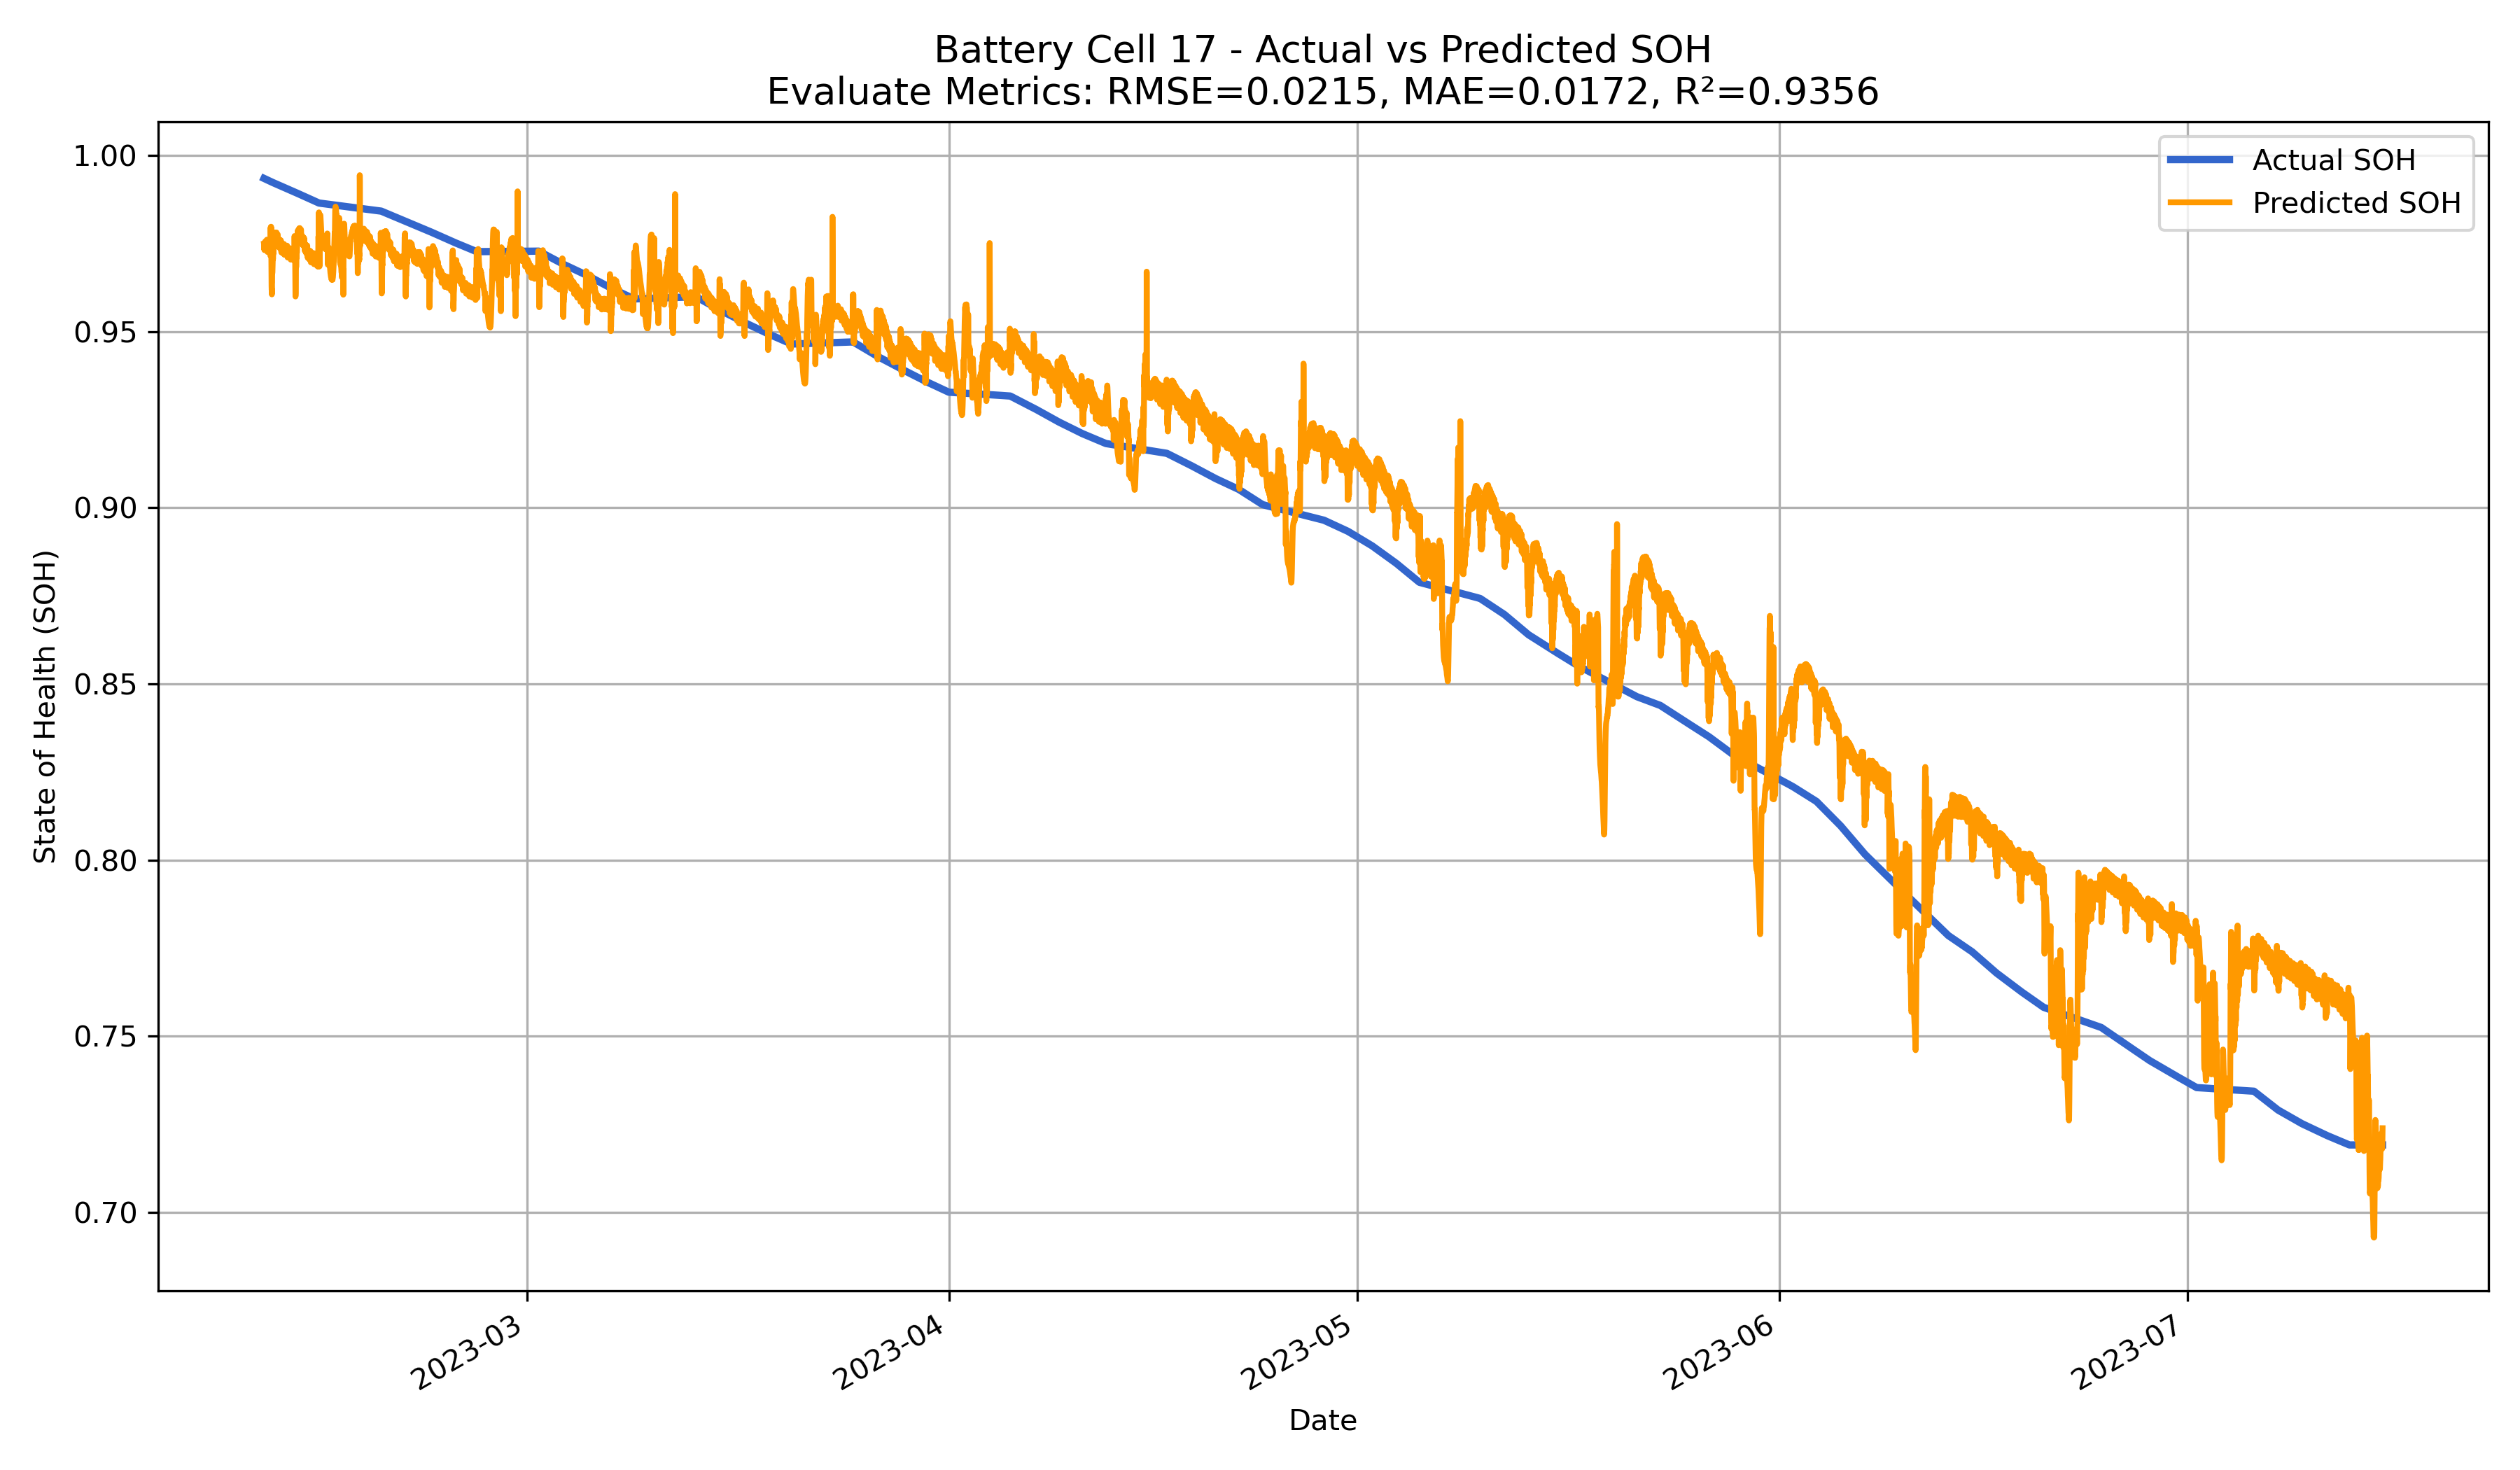 Battery Cell 17 - Actual vs Predicted SOH
Evaluate Metrics: RMSE=0.0215, MAE=0.0172, R²=0.9356
Actual SOH
Predicted SOH
State of Health (SOH)
1.00
0.95
0.90
0.85
0.80
0.75
0.70
2023-03
2023-04
2023-05
2023-06
2023-07
Date